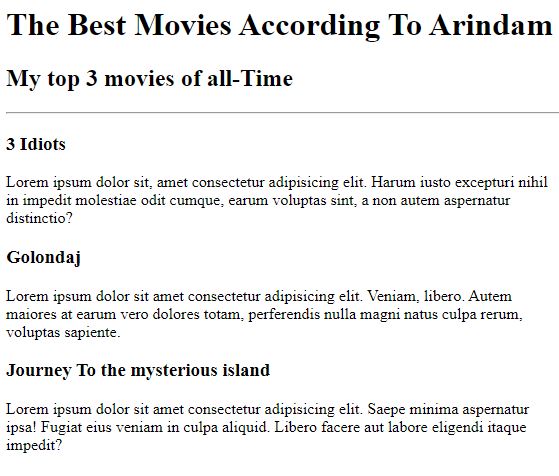 The Best Movies According To Arindam
My top 3 movies of all-Time
3 Idiots
Lorem ipsum dolor sit, amet consectetur adipisicing elit. Harum iusto excepturi nihil
in impedit molestiae odit cumque, earum voluptas sint, a non autem aspernatur
distinctio?
Golondaj
Lorem ipsum dolor sit amet consectetur adipisicing elit. Veniam, libero. Autem
maiores at earum vero dolores totam, perferendis nulla magni natus culpa rerum,
voluptas sapiente.
Journey To the mysterious island
Lorem ipsum dolor sit amet consectetur adipisicing elit. Saepe minima aspernatur
ipsa! Fugiat eius veniam in culpa aliquid. Libero facere aut labore eligendi itaque
impedit?